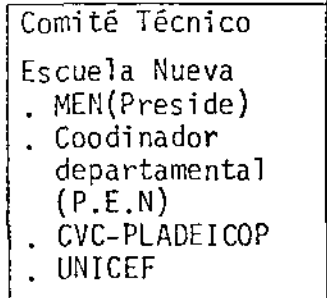 Comité Técnico
Escuela Nueva
. MEN(Preside)
. Coodinador
departamental
(P.E.N)
. CVC-PLADEICOP
. UNICEF